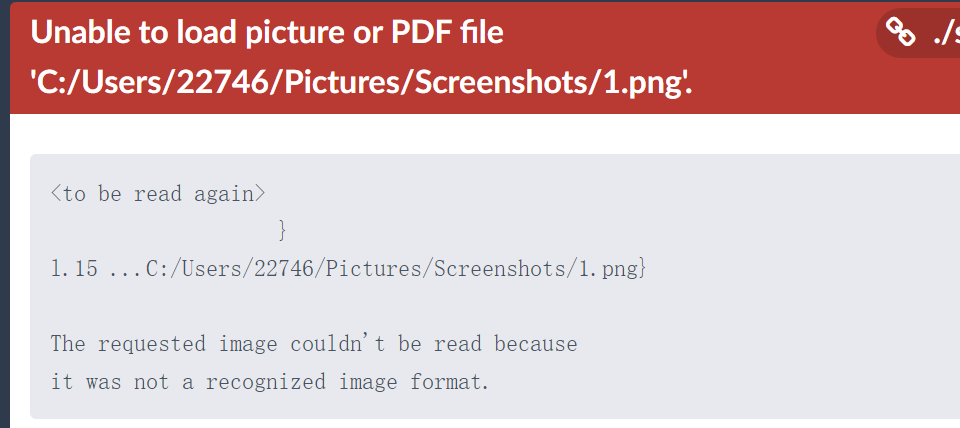 Unable to load picture or PDF file
'C:/Users/22746/Pictures/Screenshots/1.png'.
./s
<to be read again>
}
l.15 ...C:/Users/22746/Pictures/Screenshots/1.png}
The requested image couldn't be read because
it was not a recognized image format.